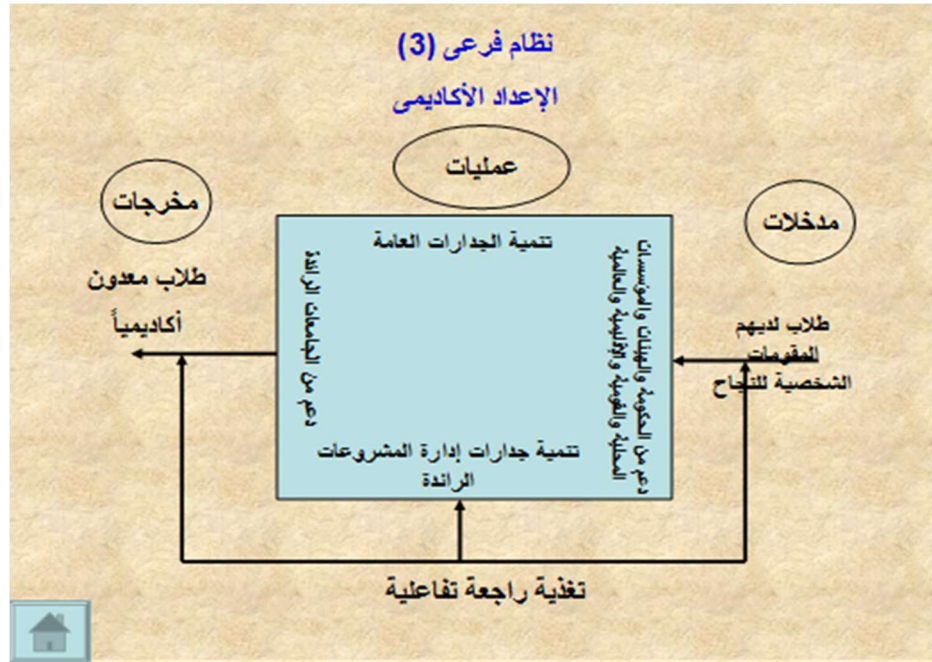 نظام فرعى (3)
الإعداد الأكاديمى
عمليات
مدخلات
مخرجات
طلاب لديهم
المقومات
الشخصية للنجاح
تنمية الجدارات العامة
دعم من الحكومة والهيئات والمؤسسات
المحلية والقومية والإقليمية والعالمية
دعم من الجامعات الرائدة
تنمية جدارات إدارة المشروعات
الرائدة
طلاب معدون
أكاديمياً
تغذية راجعة تفاعلية